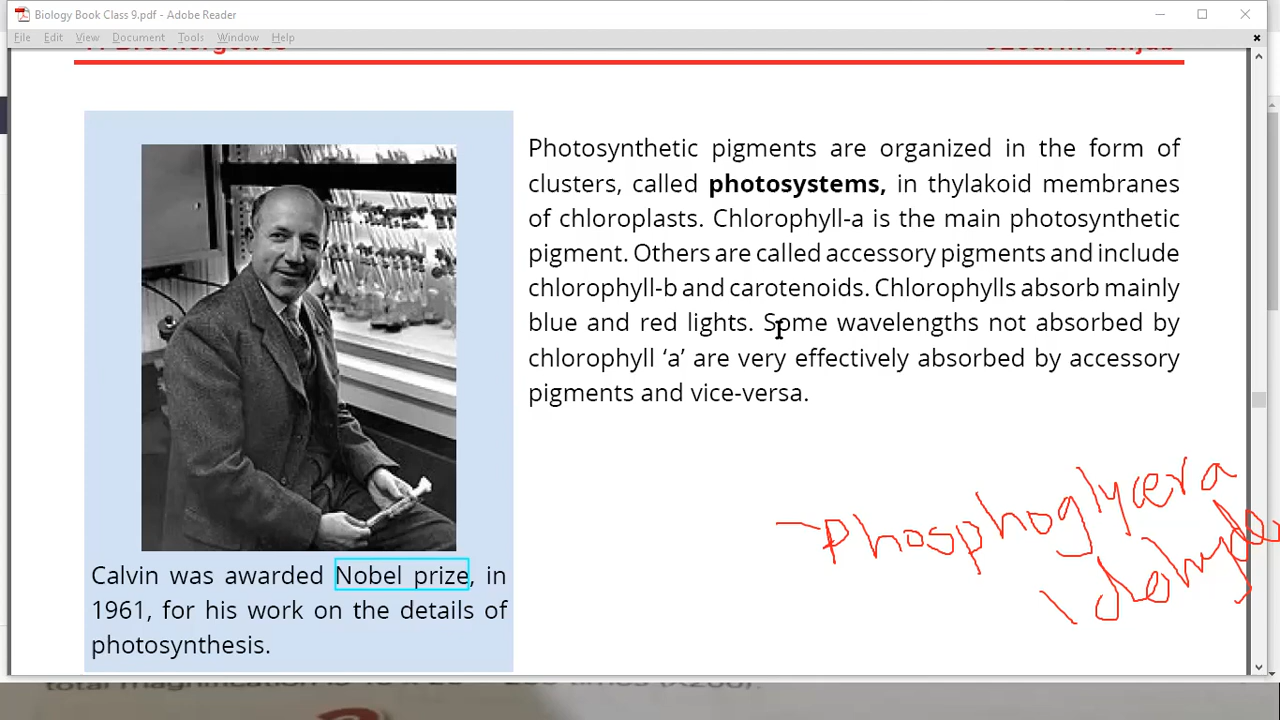 Biology Book Class 9.pdf - Adobe Reader
File Edit View Document Tools Window Help
Photosynthetic pigments are organized in the form of
clusters, called photosystems, in thylakoid membranes
of chloroplasts. Chlorophyll-a is the main photosynthetic
pigment. Others are called accessory pigments and include
chlorophyll-b and carotenoids. Chlorophylls absorb mainly
blue and red lights. Some wavelengths not absorbed by
chlorophyll ‘a’ are very effectively absorbed by accessory
pigments and vice-versa.
Phosphoglycera
ldehyde
Calvin was awarded Nobel prize, in
1961, for his work on the details of
photosynthesis.